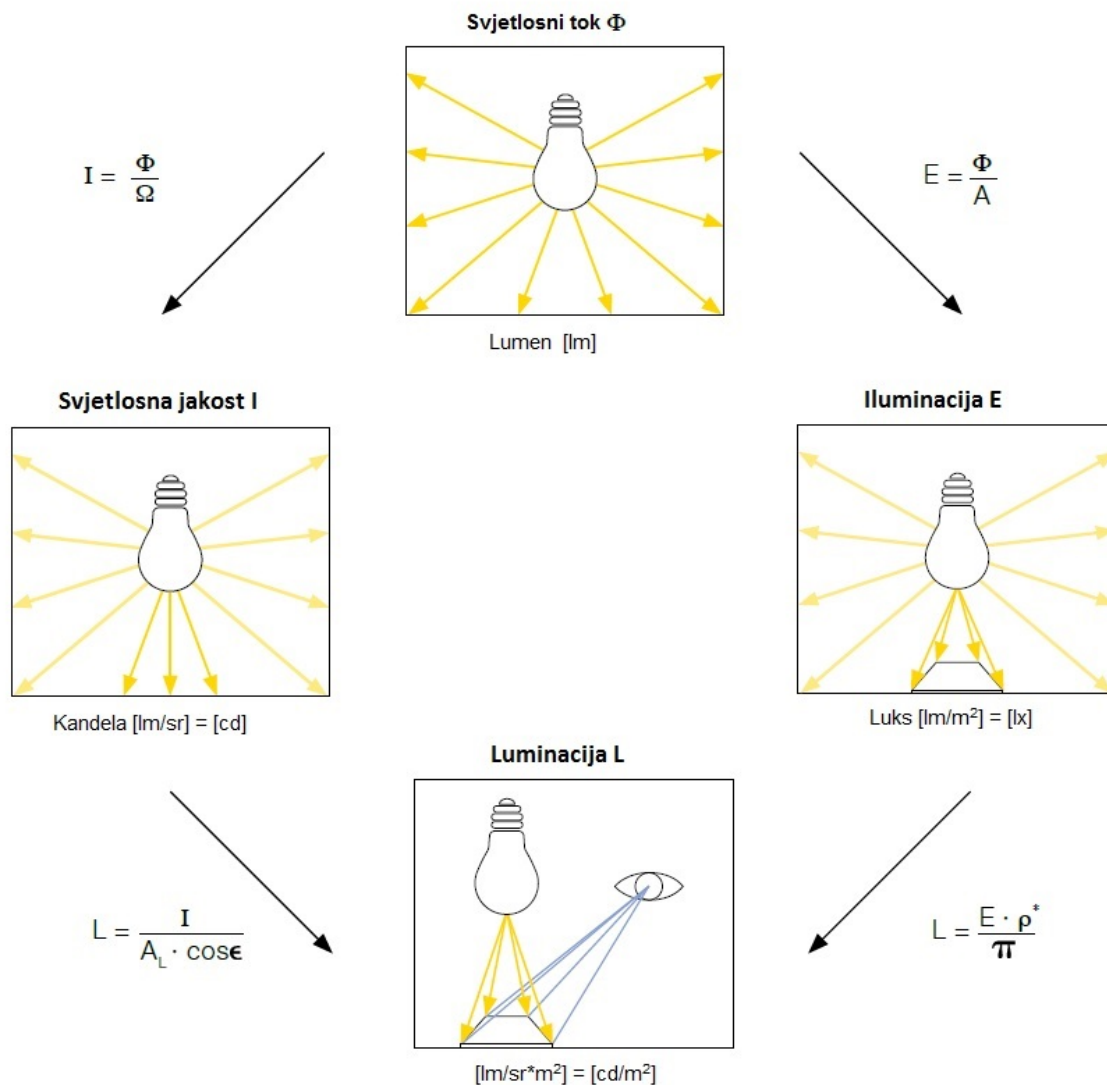 Svjetlosni tok Φ
I = Φ/Ω
E = Φ/A
Lumen [lm]
Svjetlosna jakost I
Iluminacija E
Kandela [lm/sr] = [cd]
Luks [lm/m²] = [lx]
Luminacija L
L = I/(A_L · cosϵ)
L = (E · ρ*)/π
[lm/sr*m²] = [cd/m²]